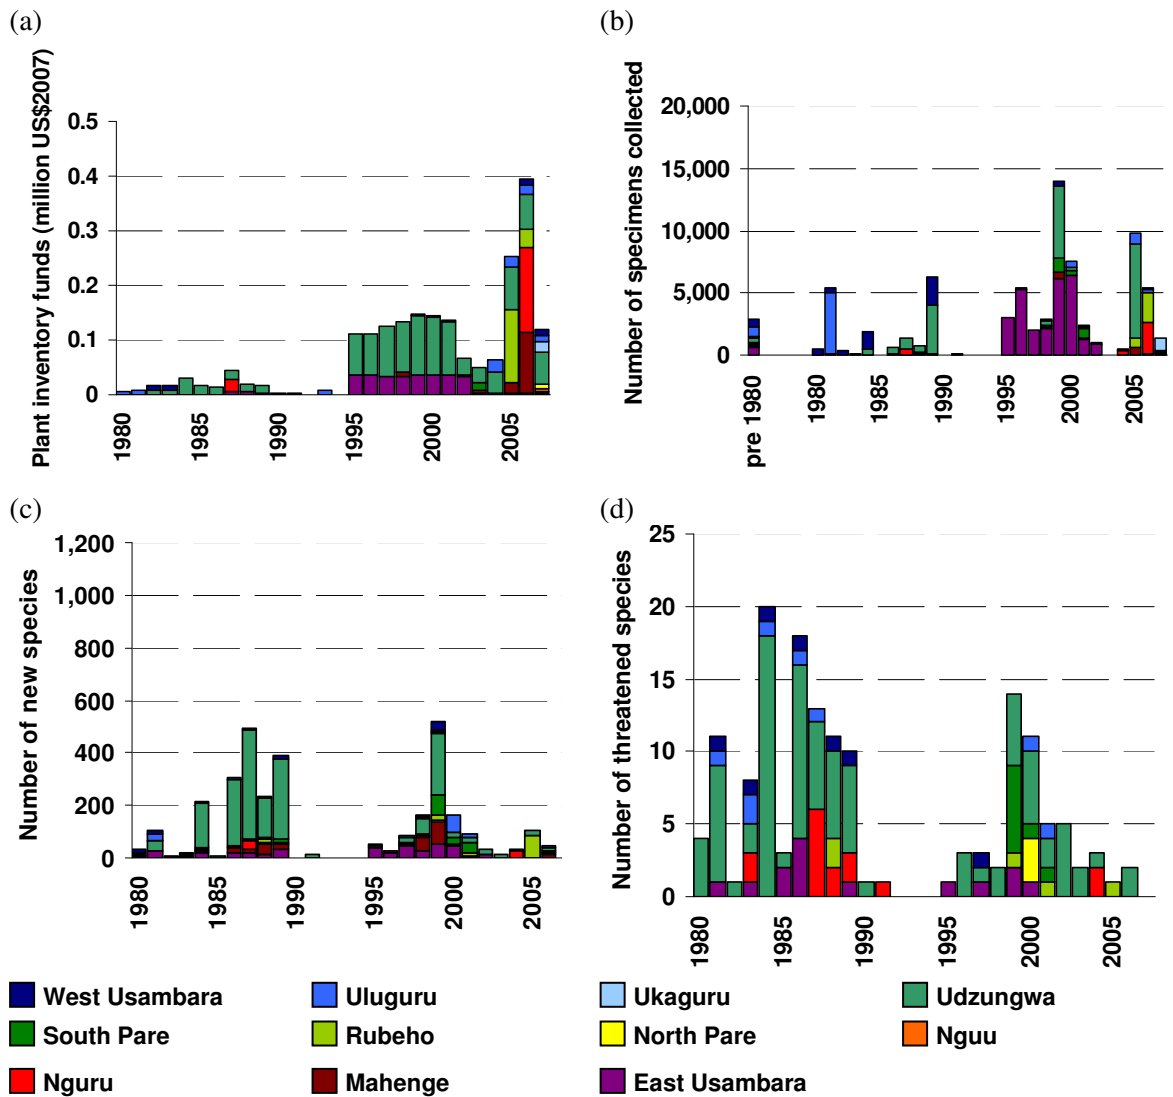 (a)
Plant inventory funds (million US$2007)
0.5
0.4
0.3
0.2
0.1
0
1980
1985
1990
1995
2000
2005
(b)
Number of specimens collected
20,000
15,000
10,000
5,000
0
pre 1980
1980
1985
1990
1995
2000
2005
(c)
Number of new species
1,200
1,000
800
600
400
200
0
1980
1985
1990
1995
2000
2005
(d)
Number of threatened species
25
20
15
10
5
0
1980
1985
1990
1995
2000
2005
West Usambara
Uluguru
Ukaguru
Udzungwa
South Pare
Rubeho
North Pare
Nguu
Nguru
Mahenge
East Usambara